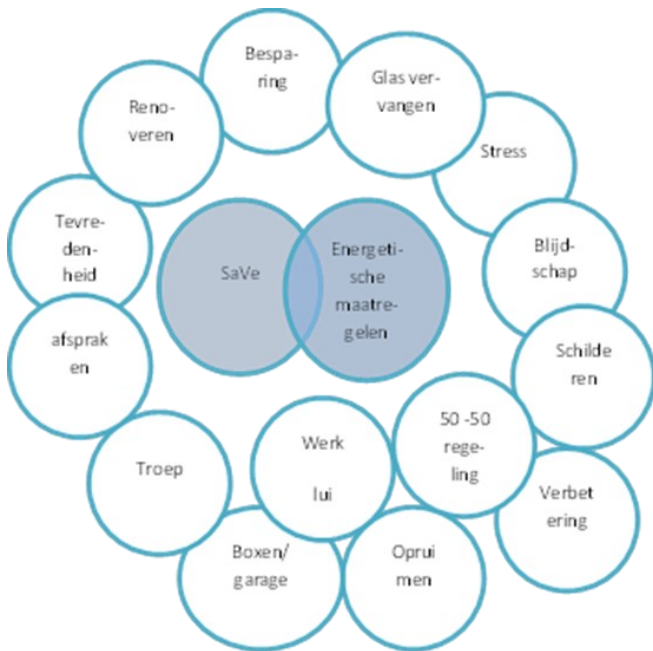 Bespa-
ring
Glas ver-
vangen
Reno-
veren
Stress
Tevre-
den-
heid
SaVe
Energeti-
sche
maatre-
gelen
Blijd-
schap
afsprak
en
Schilde
ren
Troep
Werk
lui
50 -50
rege-
ling
Verbet
ering
Boxen/
garage
Oprui
men